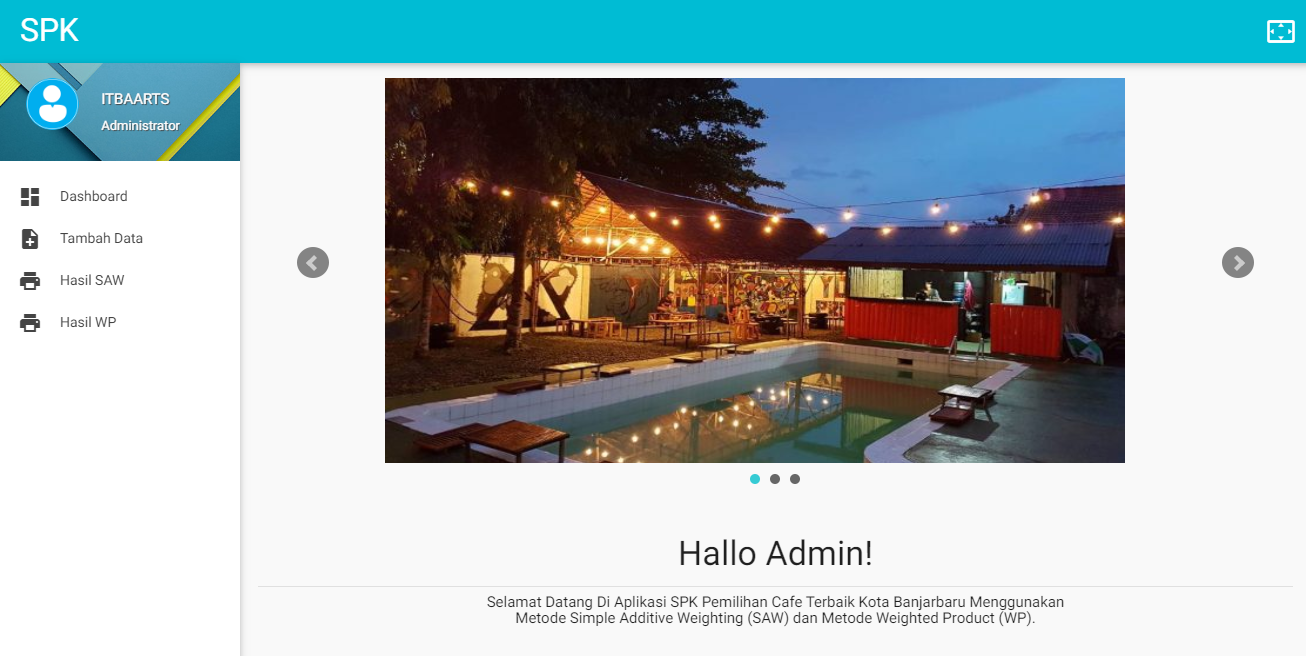 SPK
ITBAARTS
Administrator
Dashboard
Tambah Data
Hasil SAW
Hasil WP
Hallo Admin!
Selamat Datang Di Aplikasi SPK Pemilihan Cafe Terbaik Kota Banjarbaru Menggunakan
Metode Simple Additive Weighting (SAW) dan Metode Weighted Product (WP).